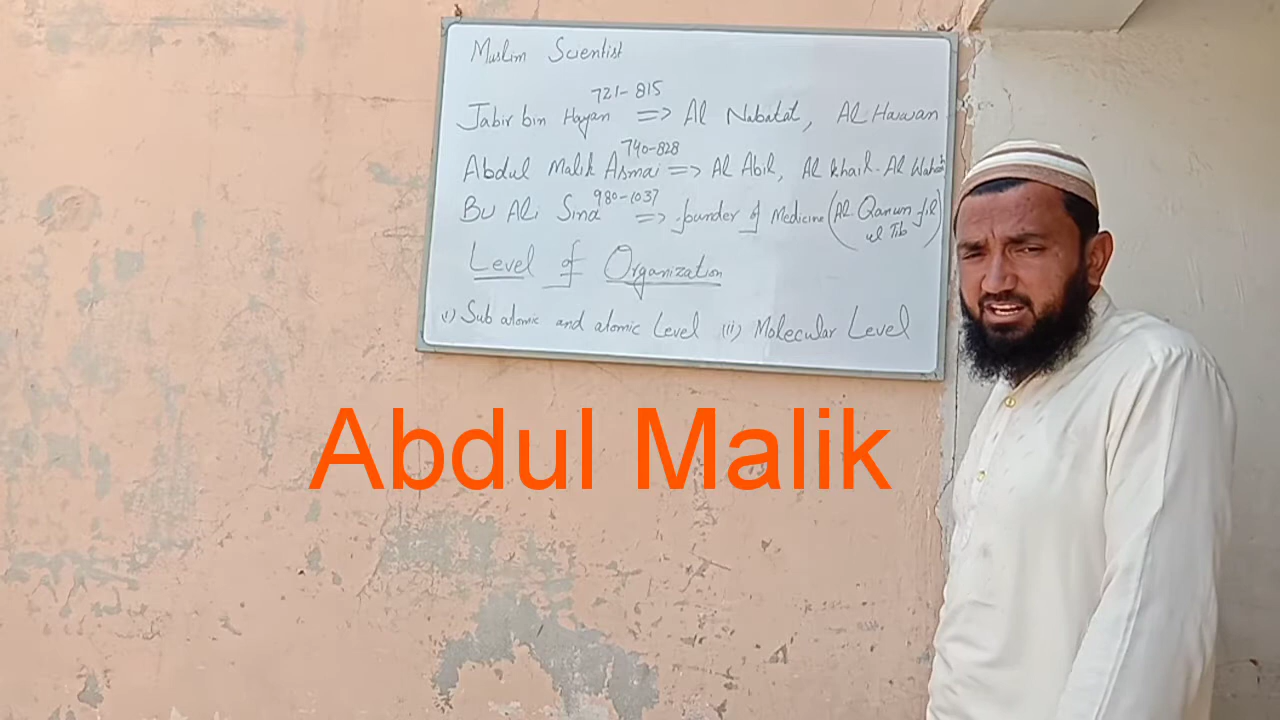 Muslim Scientist
721-815
Jabir bin Hayan => Al Nabatat, Al Hawan
740-828
Abdul Malik Asmai => Al Abil, Al khail. Al
980-1037
Bu Ali Sina => founder of Medicine (Al Qanun fil
ul Tib)
Level of Organization
i) Sub atomic and atomic Level (ii) Molecular Level
Abdul Malik